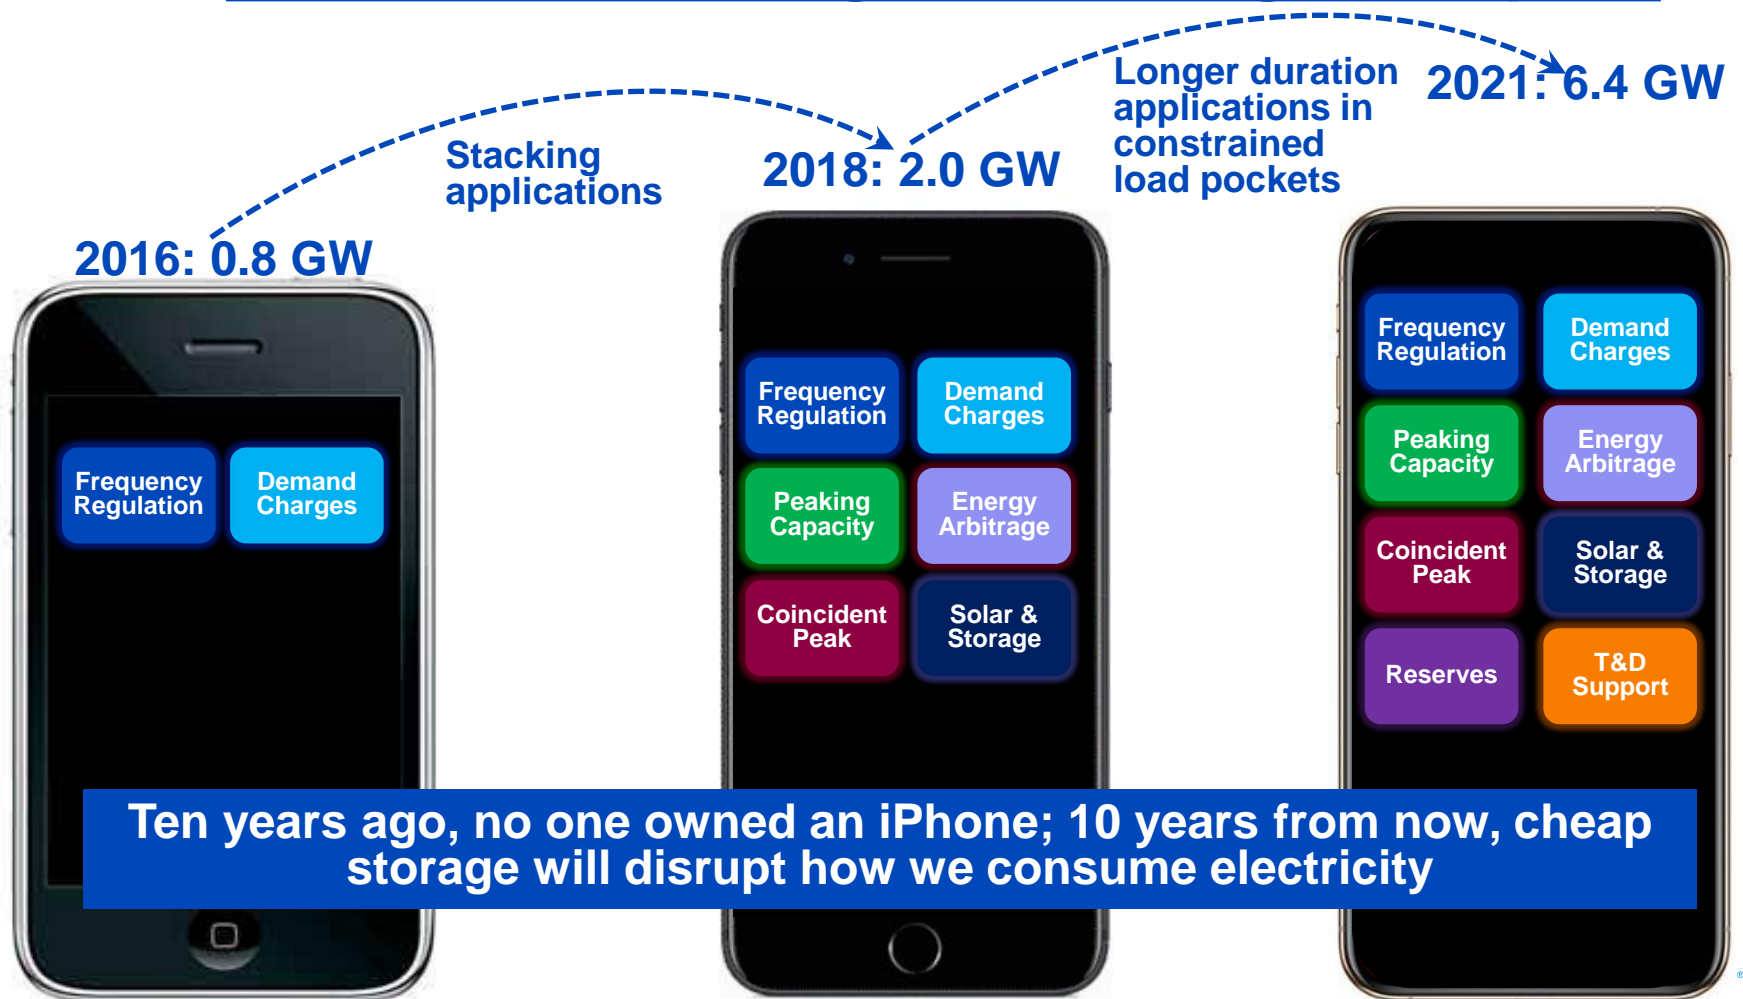 2016: 0.8 GW
Stacking
applications
2018: 2.0 GW
Longer duration
applications in
constrained
load pockets
2021: 6.4 GW
Frequency
Regulation
Demand
Charges
Frequency
Regulation
Demand
Charges
Peaking
Capacity
Energy
Arbitrage
Coincident
Peak
Solar &
Storage
Frequency
Regulation
Demand
Charges
Peaking
Capacity
Energy
Arbitrage
Coincident
Peak
Solar &
Storage
Reserves
T&D
Support
Ten years ago, no one owned an iPhone; 10 years from now, cheap
storage will disrupt how we consume electricity
®